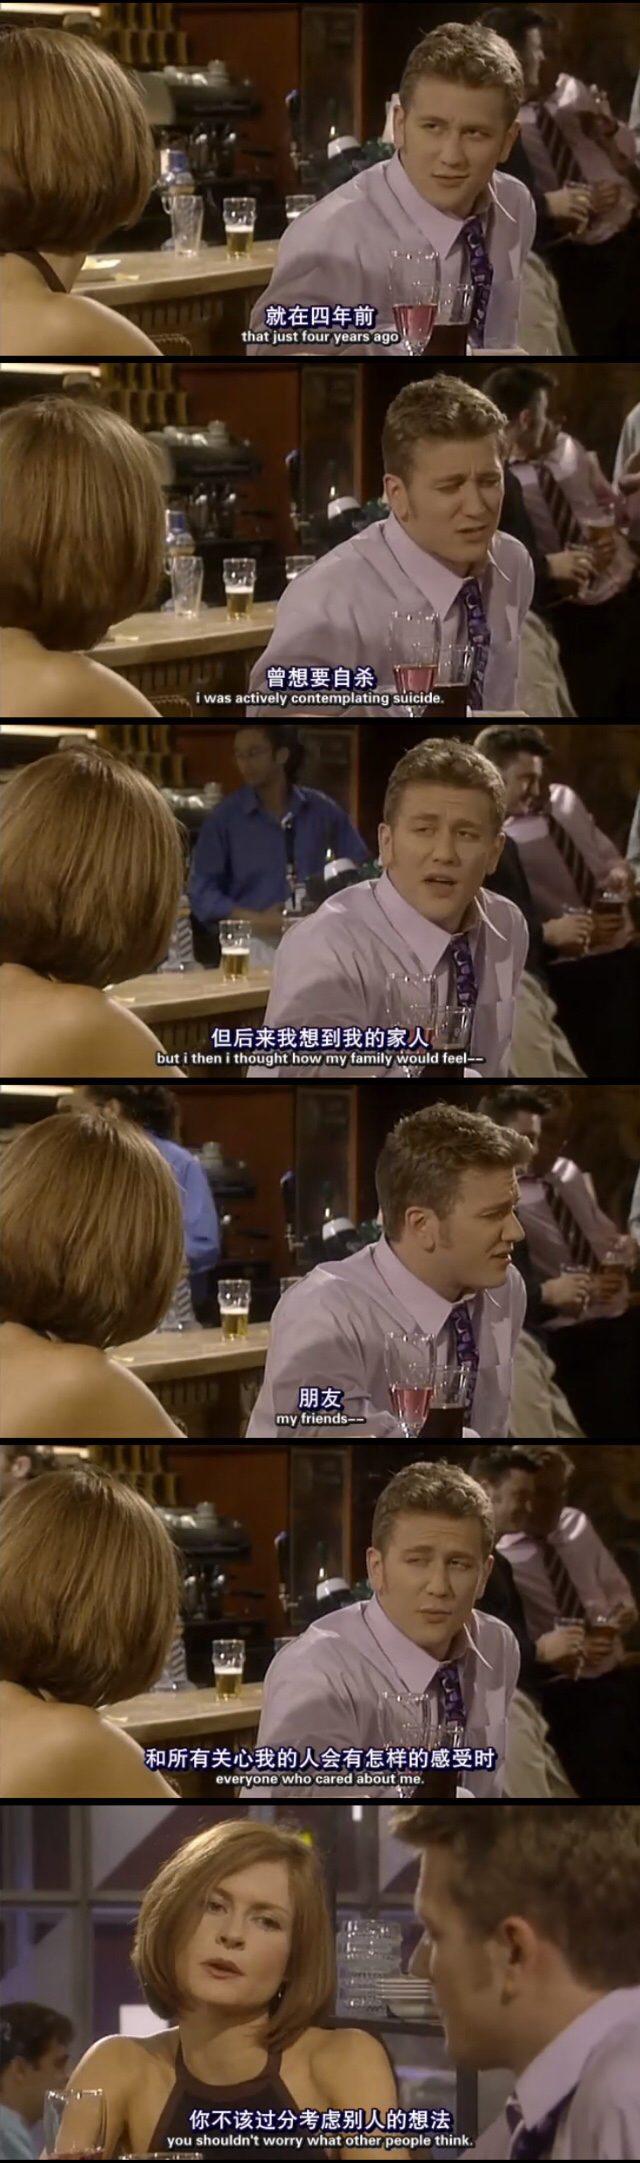 就在四年前
that just four years ago
曾想要自杀
i was actively contemplating suicide.
但后来我想到我的家人
but i then i thought how my family would feel--
朋友
my friends--
和所有关心我的人会有怎样的感受时
everyone who cared about me.
你不该过分考虑别人的想法
you shouldn't worry what other people think.